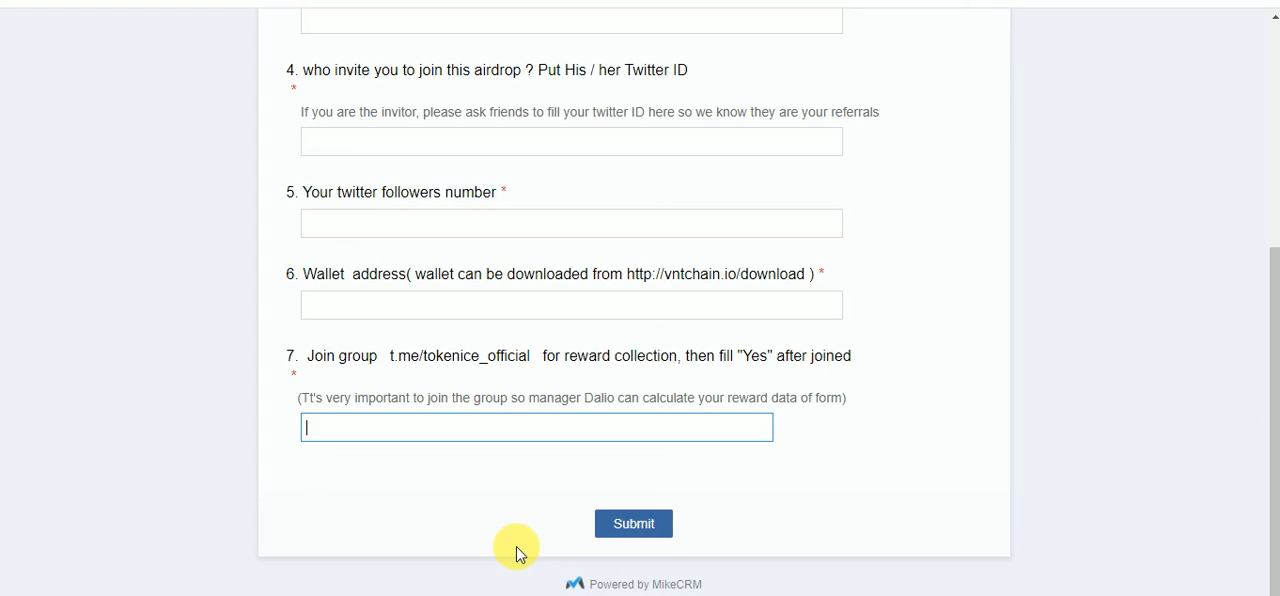 4. who invite you to join this airdrop ? Put His / her Twitter ID
*
If you are the invitor, please ask friends to fill your twitter ID here so we know they are your referrals
5. Your twitter followers number *
6. Wallet address( wallet can be downloaded from http://vntchain.io/download ) *
7. Join group t.me/tokenice_official for reward collection, then fill "Yes" after joined
*
(Tt's very important to join the group so manager Dalio can calculate your reward data of form)
Submit
Powered by MikeCRM